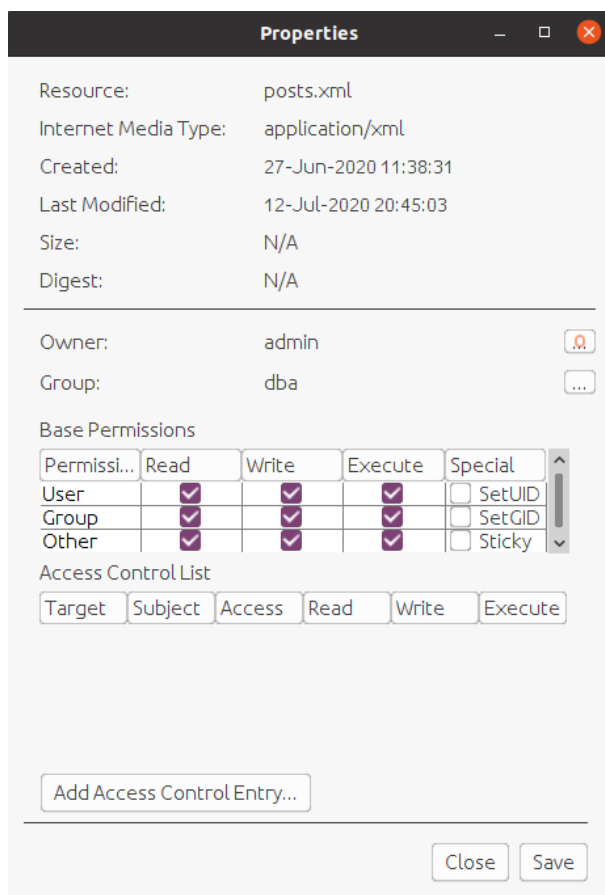 Properties
Resource: posts.xml
Internet Media Type: application/xml
Created: 27-Jun-2020 11:38:31
Last Modified: 12-Jul-2020 20:45:03
Size: N/A
Digest: N/A
Owner: admin
Group: dba ...
Base Permissions
Permissi... Read Write Execute Special
User SetUID
Group SetGID
Other Sticky
Access Control List
Target Subject Access Read Write Execute
Add Access Control Entry...
Close Save